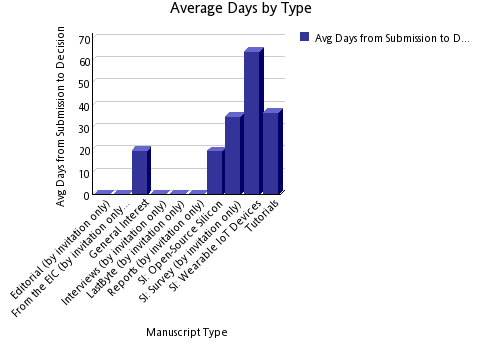 Average Days by Type
Avg Days from Submission to D...
Avg Days from Submission to Decision
70
60
50
40
30
20
10
0
Editorial (by invitation only)
From the EIC (by invitation only...
General Interest
Interviews (by invitation only)
LastByte (by invitation only)
Reports (by invitation only)
SI: Open-Source Silicon
SI: Survey (by invitation only)
SI: Wearable IoT Devices
Tutorials
Manuscript Type